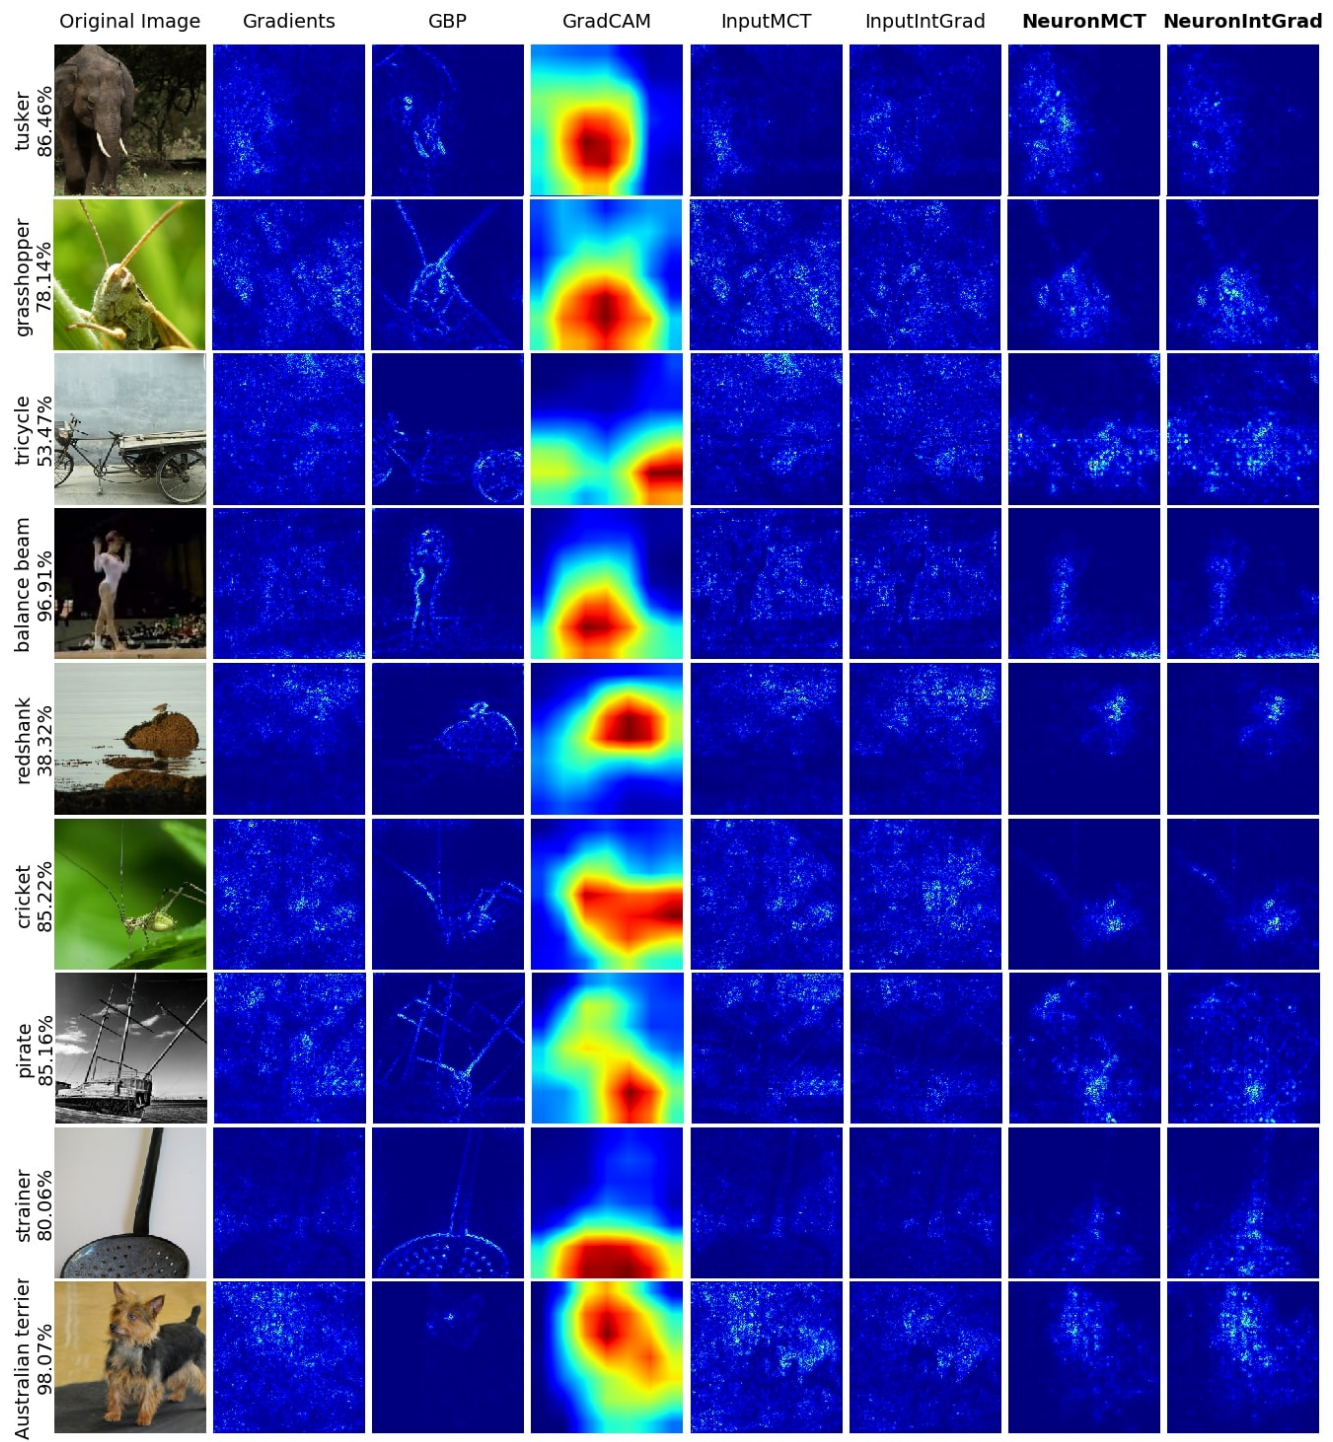 Original Image Gradients GBP GradCAM InputMCT InputIntGrad NeuronMCT NeuronIntGrad
tusker
86.46%
grasshopper
78.14%
tricycle
53.47%
balance beam
96.91%
redshank
38.32%
cricket
85.22%
pirate
85.16%
strainer
80.06%
Australian terrier
98.07%